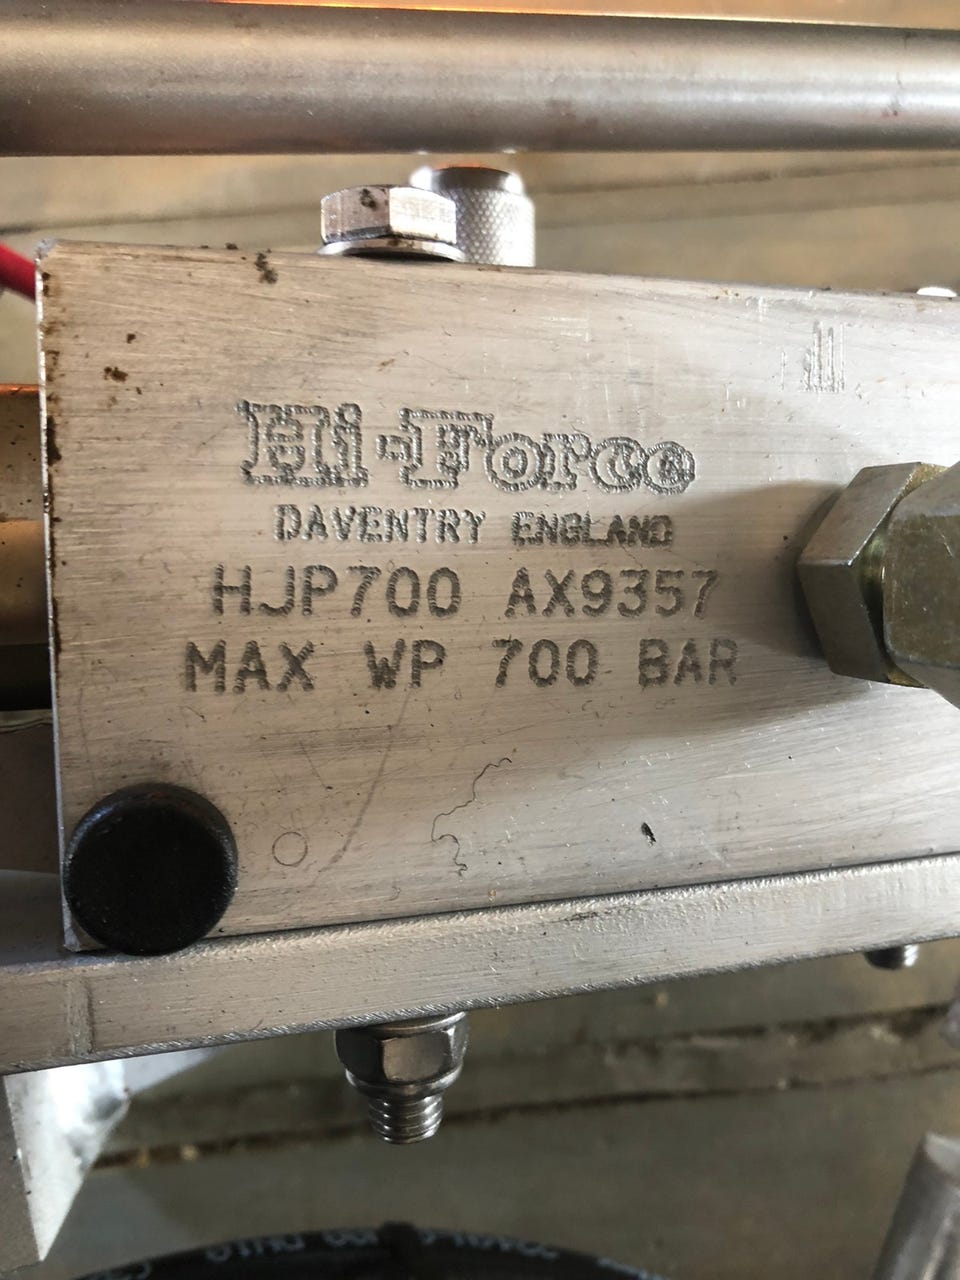 Hi-Force
DAVENTRY ENGLAND
HJP700 AX9357
MAX WP 700 BAR